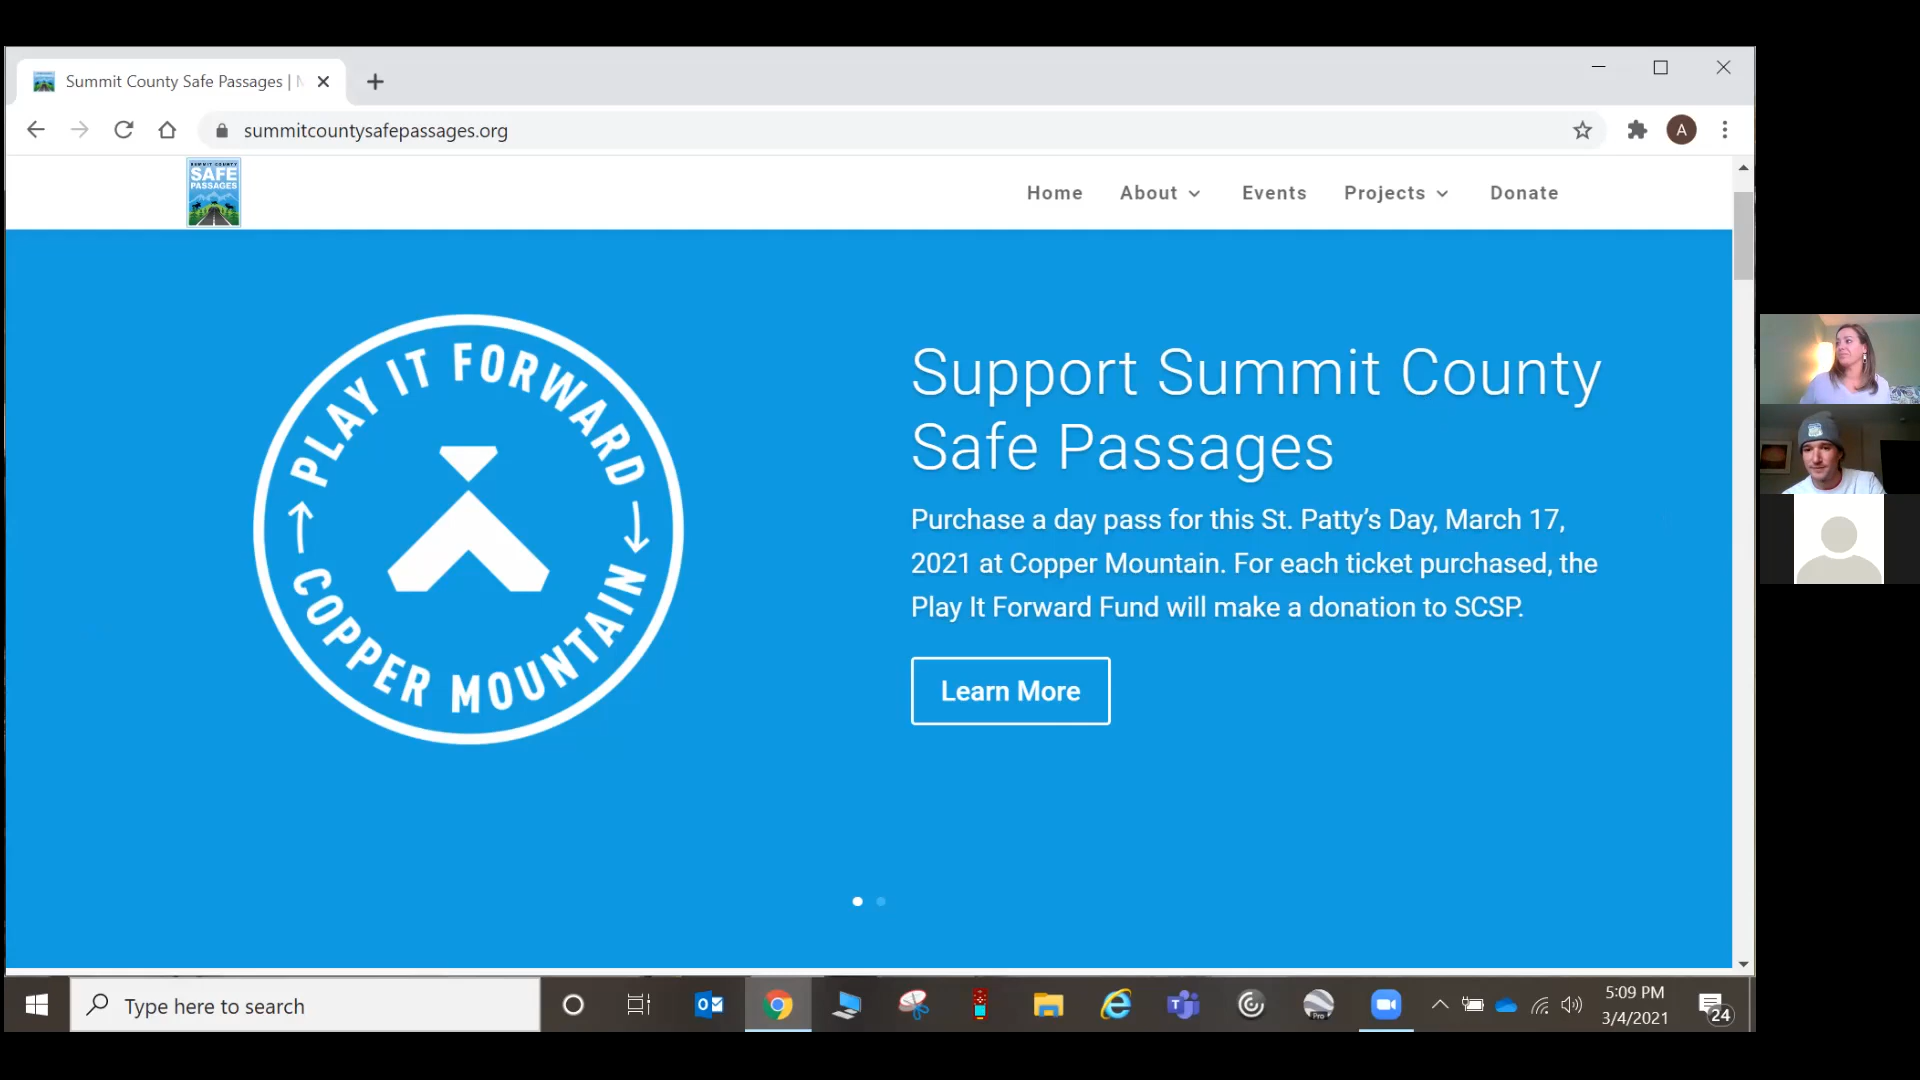 Summit County Safe Passages |
summitcountysafepassages.org
A
SUMMIT COUNTY
SAFE
PASSAGES
Home
About
Events
Projects
Donate
PLAY IT FORWARD
COPPER MOUNTAIN
Support Summit County
Safe Passages
Purchase a day pass for this St. Patty’s Day, March 17,
2021 at Copper Mountain. For each ticket purchased, the
Play It Forward Fund will make a donation to SCSP.
Learn More
Type here to search
Pro
5:09 PM
3/4/2021
24